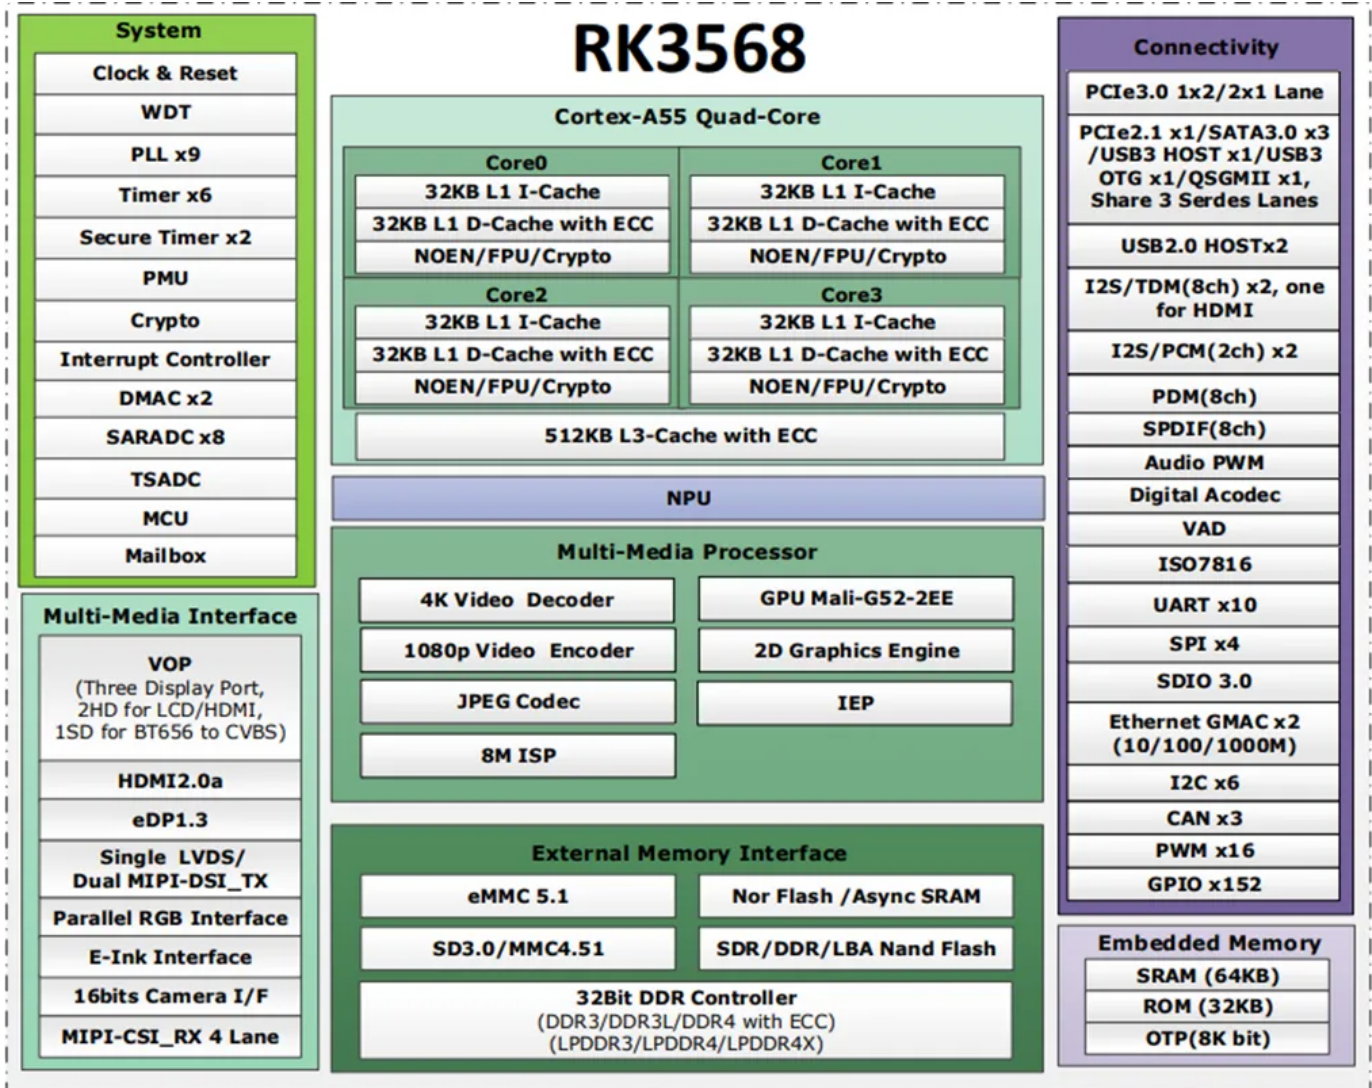 RK3568
System
Clock & Reset
WDT
PLL x9
Timer x6
Secure Timer x2
PMU
Crypto
Interrupt Controller
DMAC x2
SARADC x8
TSADC
MCU
Mailbox
Multi-Media Interface
VOP
(Three Display Port,
2HD for LCD/HDMI,
1SD for BT656 to CVBS)
HDMI2.0a
eDP1.3
Single LVDS/
Dual MIPI-DSI_TX
Parallel RGB Interface
E-Ink Interface
16bits Camera I/F
MIPI-CSI_RX 4 Lane
Cortex-A55 Quad-Core
Core0
32KB L1 I-Cache
32KB L1 D-Cache with ECC
NOEN/FPU/Crypto
Core1
32KB L1 I-Cache
32KB L1 D-Cache with ECC
NOEN/FPU/Crypto
Core2
32KB L1 I-Cache
32KB L1 D-Cache with ECC
NOEN/FPU/Crypto
Core3
32KB L1 I-Cache
32KB L1 D-Cache with ECC
NOEN/FPU/Crypto
512KB L3-Cache with ECC
NPU
Multi-Media Processor
4K Video Decoder
1080p Video Encoder
JPEG Codec
8M ISP
GPU Mali-G52-2EE
2D Graphics Engine
IEP
External Memory Interface
eMMC 5.1
Nor Flash /Async SRAM
SD3.0/MMC4.51
SDR/DDR/LBA Nand Flash
32Bit DDR Controller
(DDR3/DDR3L/DDR4 with ECC)
(LPDDR3/LPDDR4/LPDDR4X)
Connectivity
PCIe3.0 1x2/2x1 Lane
PCIe2.1 x1/SATA3.0 x3
/USB3 HOST x1/USB3
OTG x1/QSGMII x1,
Share 3 Serdes Lanes
USB2.0 HOSTx2
I2S/TDM(8ch) x2, one
for HDMI
I2S/PCM(2ch) x2
PDM(8ch)
SPDIF(8ch)
Audio PWM
Digital Acodec
VAD
ISO7816
UART x10
SPI x4
SDIO 3.0
Ethernet GMAC x2
(10/100/1000M)
I2C x6
CAN x3
PWM x16
GPIO x152
Embedded Memory
SRAM (64KB)
ROM (32KB)
OTP(8K bit)